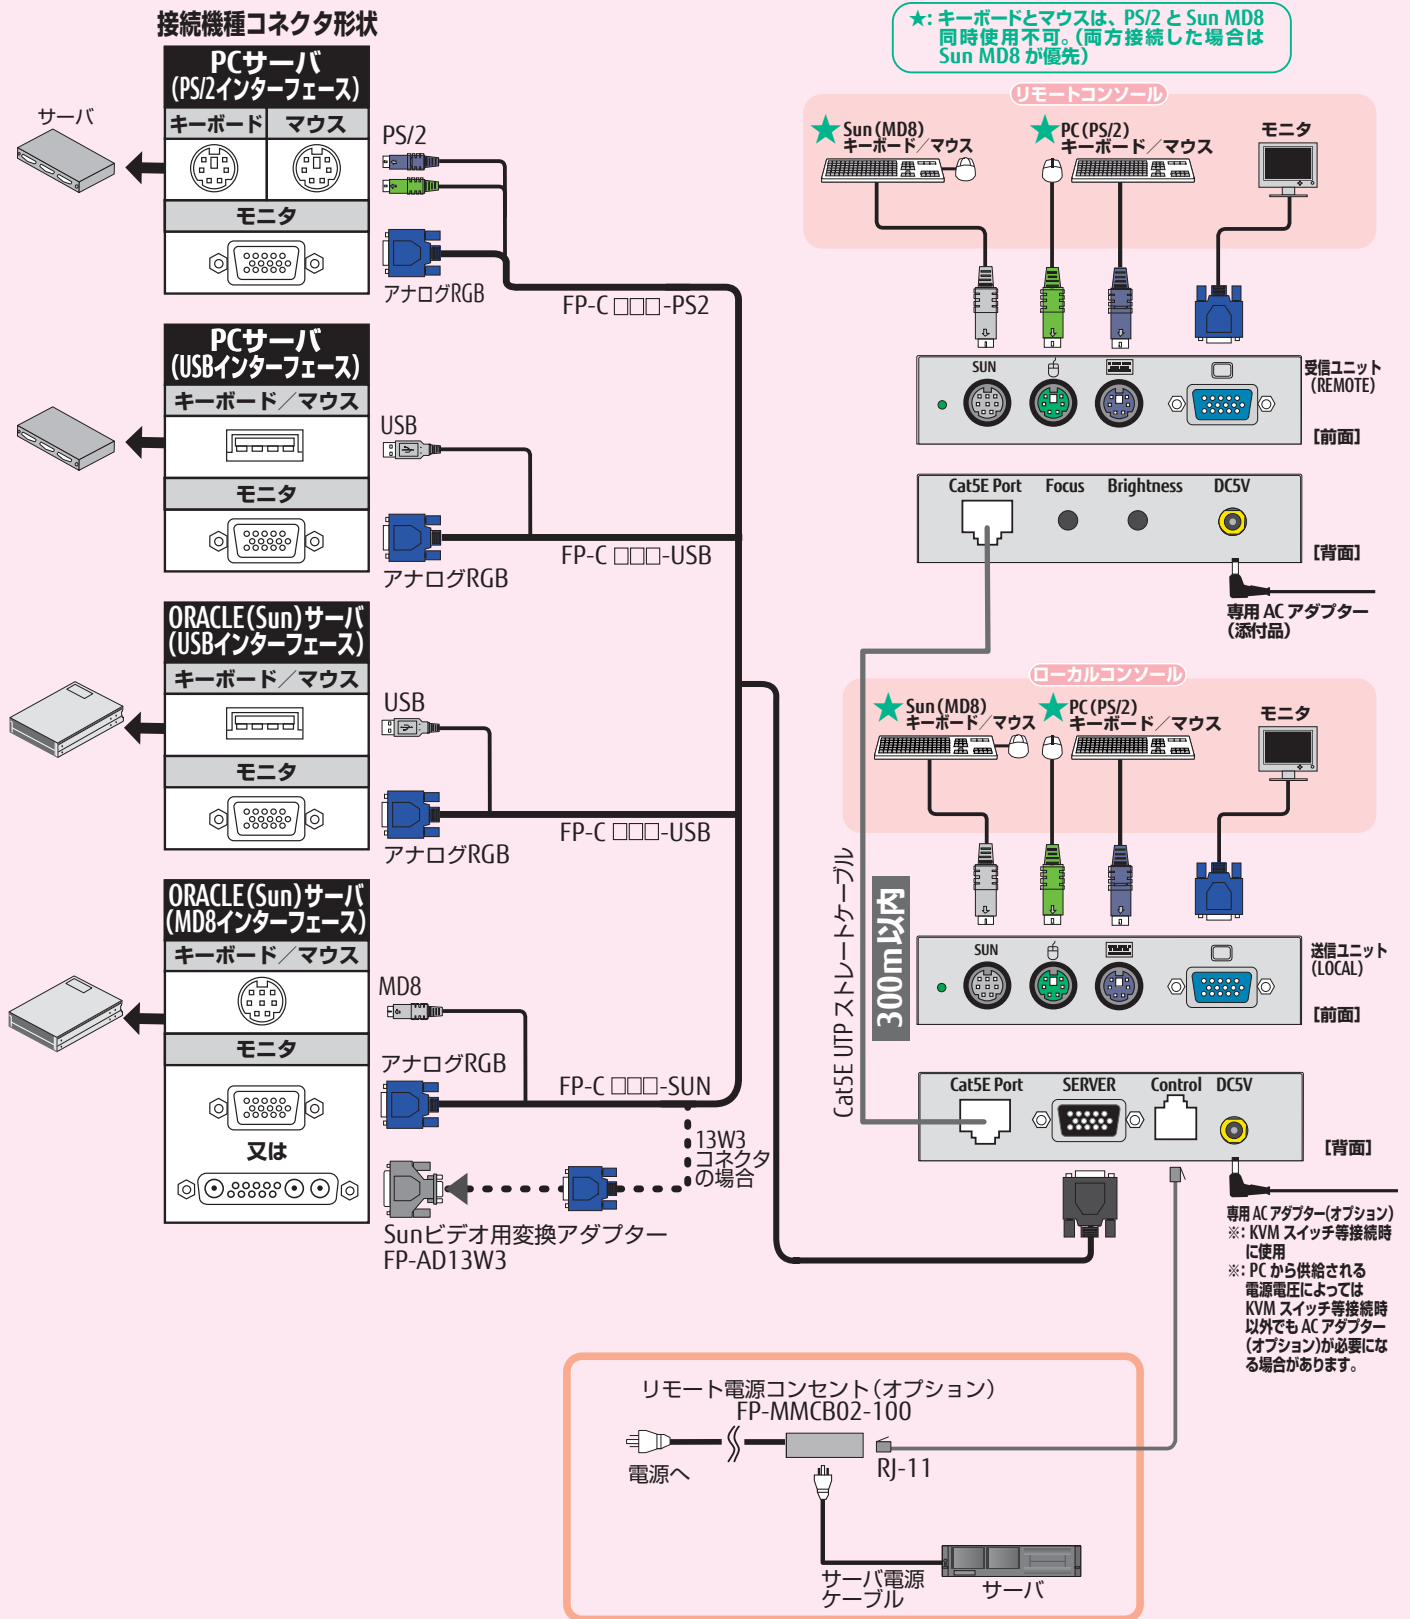 接続機種コネクタ形状
PCサーバ
(PS/2インターフェース)
キーボード
マウス
モニタ
サーバ
PS/2
アナログRGB
FP-C □□□-PS2
PCサーバ
(USBインターフェース)
キーボード／マウス
モニタ
USB
アナログRGB
FP-C □□□-USB
ORACLE(Sun)サーバ
(USBインターフェース)
キーボード／マウス
モニタ
USB
アナログRGB
FP-C □□□-USB
ORACLE(Sun)サーバ
(MD8インターフェース)
キーボード／マウス
モニタ
又は
MD8
アナログRGB
FP-C □□□-SUN
13W3
コネクタ
の場合
Sunビデオ用変換アダプター
FP-AD13W3
★: キーボードとマウスは、PS/2 と Sun MD8
同時使用不可。(両方接続した場合は
Sun MD8 が優先)
リモートコンソール
★ Sun(MD8)
キーボード／マウス
★ PC(PS/2)
キーボード／マウス
モニタ
SUN
受信ユニット
(REMOTE)
[前面]
Cat5E Port
Focus
Brightness
DC5V
[背面]
専用 AC アダプター
(添付品)
ローカルコンソール
★ Sun(MD8)
キーボード／マウス
★ PC(PS/2)
キーボード／マウス
モニタ
Cat5E UTP ストレートケーブル
300m以内
SUN
送信ユニット
(LOCAL)
[前面]
Cat5E Port
SERVER
Control
DC5V
[背面]
専用 AC アダプター(オプション)
※: KVM スイッチ等接続時
に使用
※: PC から供給される
電源電圧によっては
KVM スイッチ等接続時
以外でも AC アダプター
(オプション)が必要にな
る場合があります。
リモート電源コンセント(オプション)
FP-MMCB02-100
電源へ
RJ-11
サーバ電源
ケーブル
サーバ